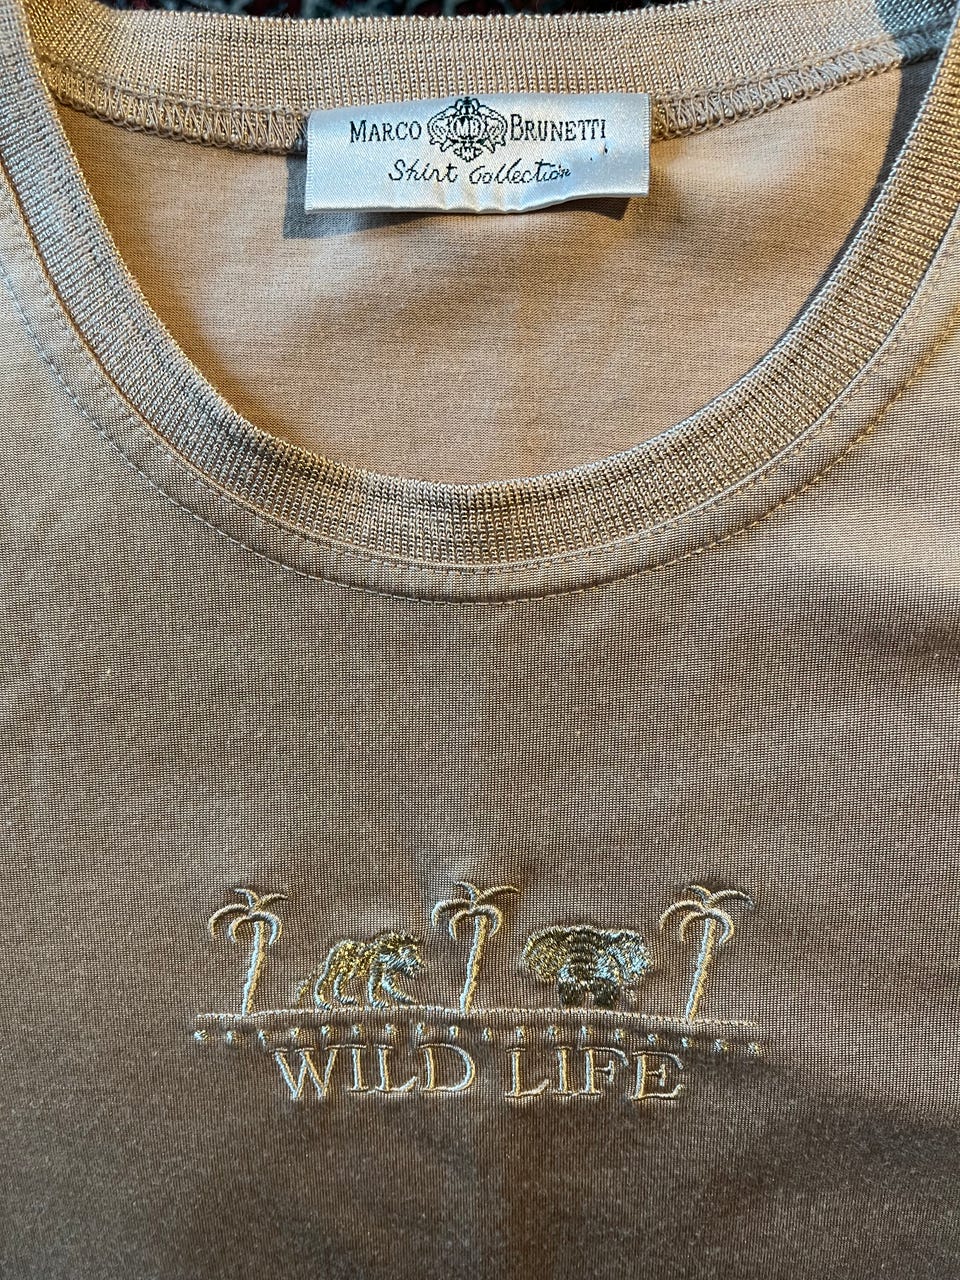 MARCO BRUNETTI
Shirt Collection
WILD LIFE